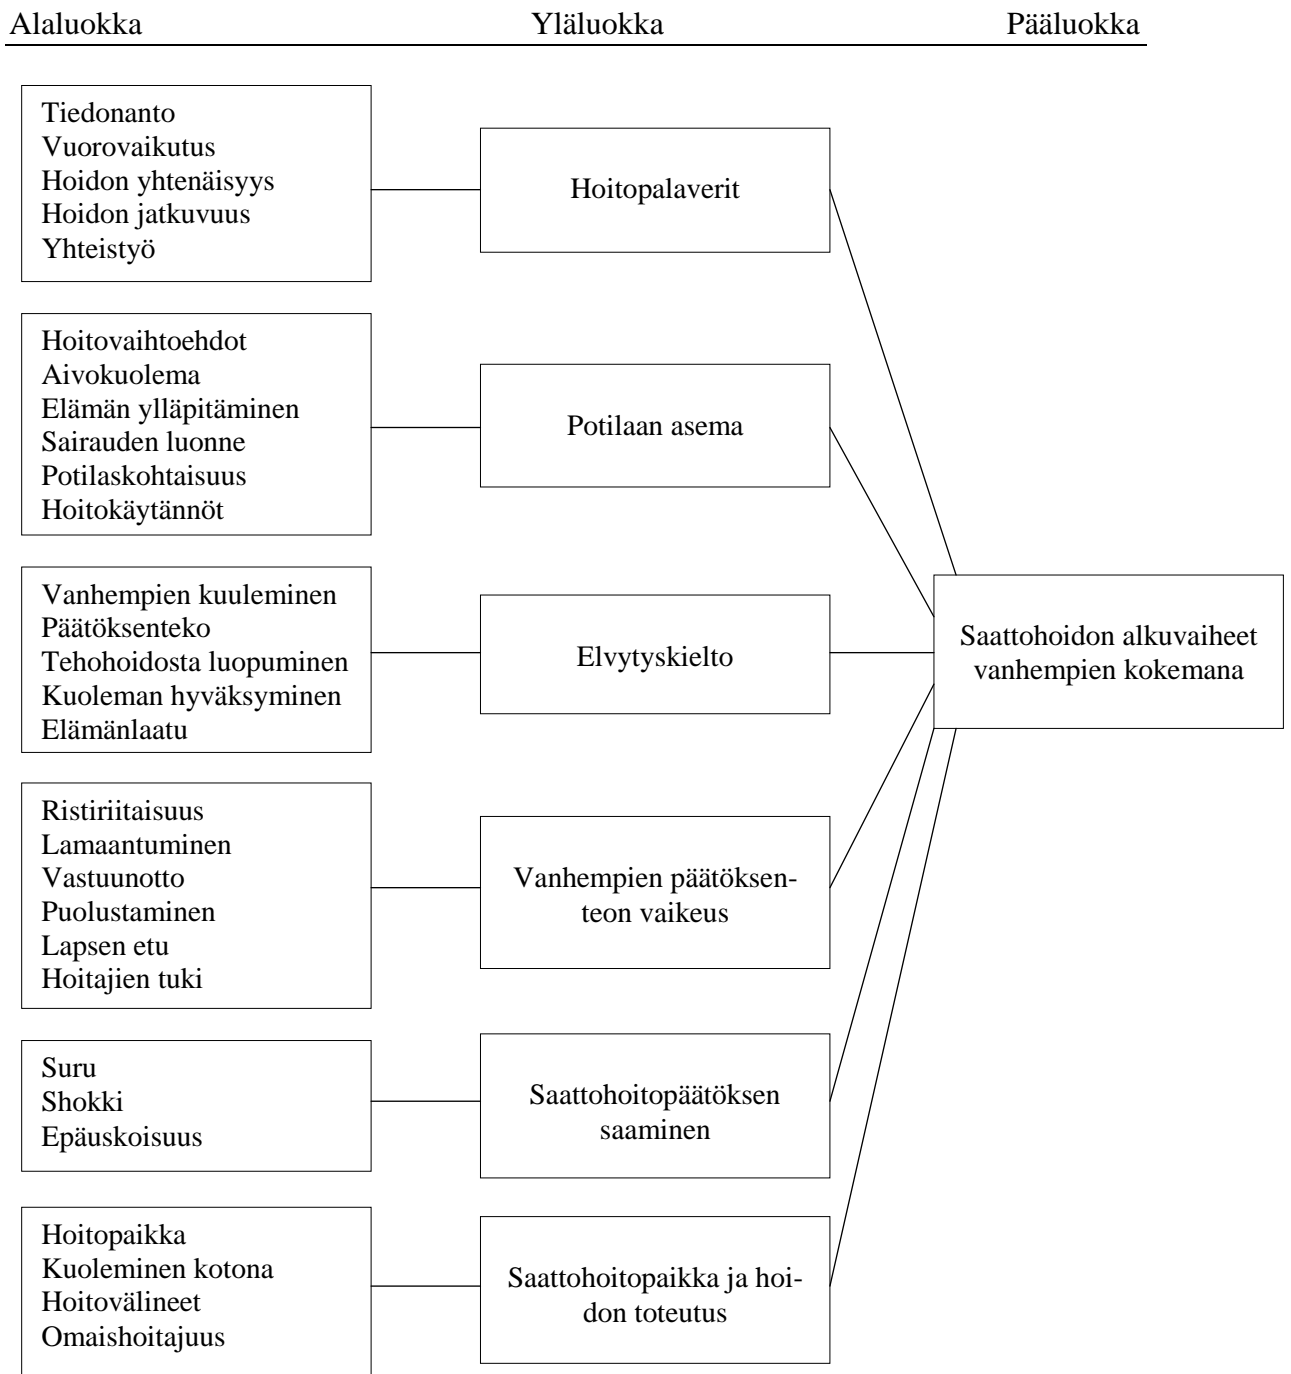 Alaluokka Yläluokka Pääluokka
Tiedonanto
Vuorovaikutus
Hoidon yhtenäisyys
Hoidon jatkuvuus
Yhteistyö
Hoitopalaverit
Hoitovaihtoehdot
Aivokuolema
Elämän ylläpitäminen
Sairauden luonne
Potilaskohtaisuus
Hoitokäytännöt
Potilaan asema
Vanhempien kuuleminen
Päätöksenteko
Tehohoidosta luopuminen
Kuoleman hyväksyminen
Elämänlaatu
Elvytyskielto
Saattohoidon alkuvaiheet
vanhempien kokemana
Ristiriitaisuus
Lamaantuminen
Vastuunotto
Puolustaminen
Lapsen etu
Hoitajien tuki
Vanhempien päätöksen-
teon vaikeus
Suru
Shokki
Epäuskoisuus
Saattohoitopäätöksen
saaminen
Hoitopaikka
Kuoleminen kotona
Hoitovälineet
Omaishoitajuus
Saattohoitopaikka ja hoi-
don toteutus